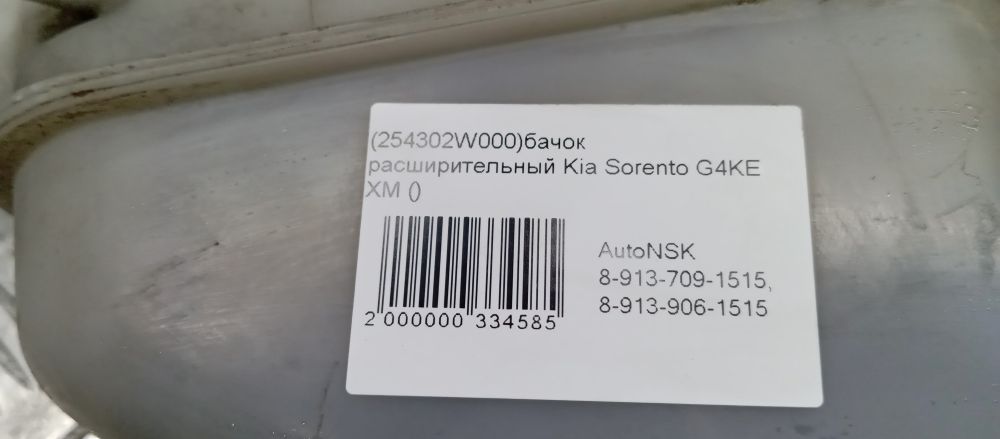 (254302W000)бачок
расширительный Kia Sorento G4KE
XM ()
AutoNSK
8-913-709-1515,
8-913-906-1515
2 000000 334585